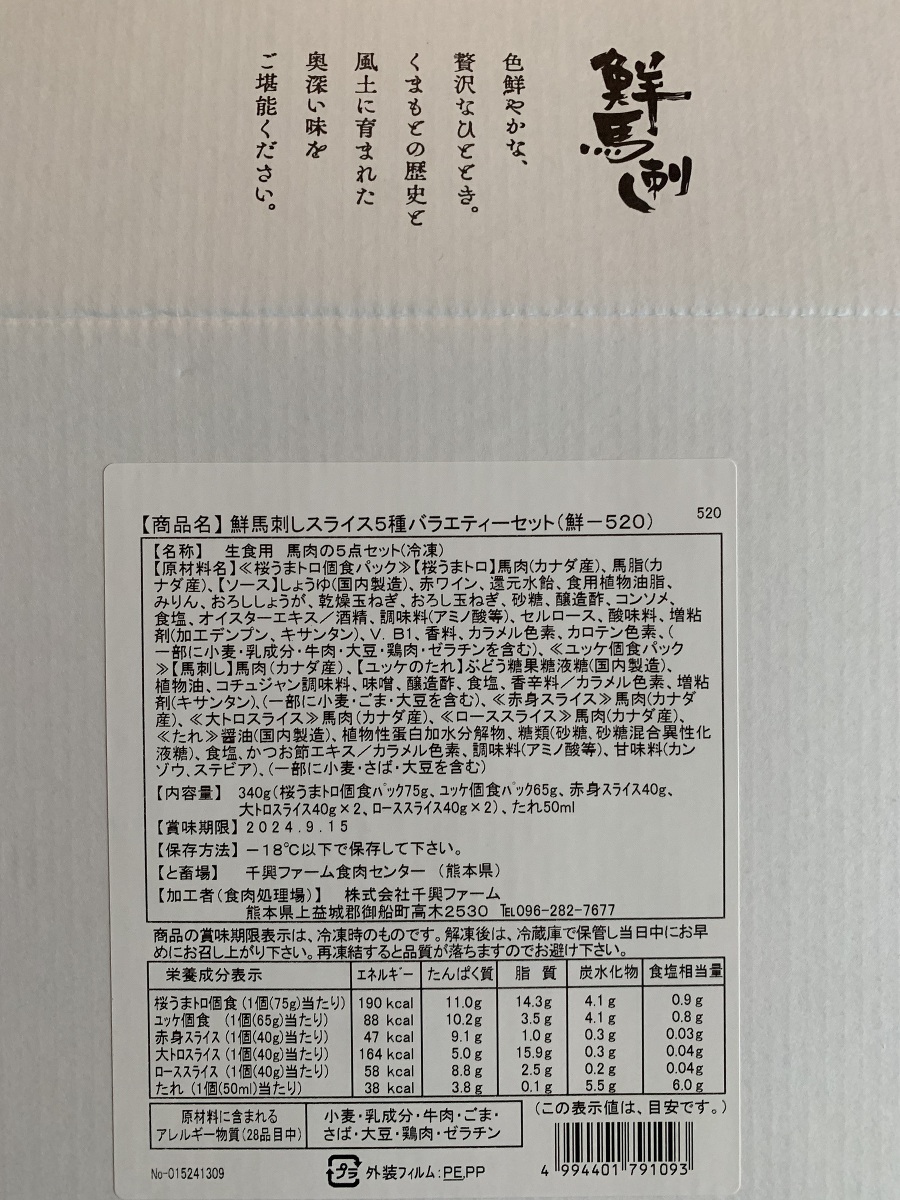 鮮馬刺し
色鮮やかな、
贅沢なひととき。
くまもとの歴史と
風土に育まれた
奥深い味を
ご堪能ください。
【商品名】鮮馬刺しスライス5種バラエティーセット(鮮－520)
520
【名称】 生食用 馬肉の5点セット(冷凍)
【原材料名】≪桜うまトロ個食パック≫【桜うまトロ】馬肉(カナダ産)、馬脂(カ
ナダ産)、【ソース】しょうゆ(国内製造)、赤ワイン、還元水飴、食用植物油脂、
みりん、おろししょうが、乾燥玉ねぎ、おろし玉ねぎ、砂糖、醸造酢、コンソメ、
食塩、オイスターエキス／酒精、調味料(アミノ酸等)、セルロース、酸味料、増粘
剤(加工デンプン、キサンタン)、V．B1、香料、カラメル色素、カロテン色素、(
一部に小麦・乳成分・牛肉・大豆・鶏肉・ゼラチンを含む)、≪ユッケ個食パック
≫【馬刺し】馬肉(カナダ産)、【ユッケのたれ】ぶどう糖果糖液糖(国内製造)、
植物油、コチュジャン調味料、味噌、醸造酢、食塩、香辛料／カラメル色素、増粘
剤(キサンタン)、(一部に小麦・ごま・大豆を含む)、≪赤身スライス≫馬肉(カナダ
産)、≪大トロスライス≫馬肉(カナダ産)、≪ローススライス≫馬肉(カナダ産)、
≪たれ≫醤油(国内製造)、植物性蛋白加水分解物、糖類(砂糖、砂糖混合異性化
液糖)、食塩、かつお節エキス／カラメル色素、調味料(アミノ酸等)、甘味料(カン
ゾウ、ステビア)、(一部に小麦・さば・大豆を含む)
【内容量】 340g(桜うまトロ個食パック75g、ユッケ個食パック65g、赤身スライス40g、
大トロスライス40g×2、ローススライス40g×2)、たれ50ml
【賞味期限】2024.9.15
【保存方法】－18℃以下で保存して下さい。
【と畜場】 千興ファーム食肉センター （熊本県）
【加工者(食肉処理場)】 株式会社千興ファーム
熊本県上益城郡御船町高木2530 ℡096-282-7677
商品の賞味期限表示は、冷凍時のものです。解凍後は、冷蔵庫で保管し当日中にお早
めにお召し上がり下さい。再凍結すると品質が落ちますのでお避け下さい。
栄養成分表示 エネルギー たんぱく質 脂 質 炭水化物 食塩相当量
桜うまトロ個食(1個(75g)当たり) 190 kcal 11.0g 14.3g 4.1g 0.9g
ユッケ個食 (1個(65g)当たり) 88 kcal 10.2g 3.5g 4.1g 0.8g
赤身スライス(1個(40g)当たり) 47 kcal 9.1g 1.0g 0.3g 0.03g
大トロスライス(1個(40g)当たり) 164 kcal 5.0g 15.9g 0.3g 0.04g
ローススライス(1個(40g)当たり) 58 kcal 8.8g 2.5g 0.2g 0.04g
たれ (1個(50ml)当たり) 38 kcal 3.8g 0.1g 5.5g 6.0g
(この表示値は、目安です。)
原材料に含まれる
アレルギー物質(28品目中)
小麦・乳成分・牛肉・ごま・
さば・大豆・鶏肉・ゼラチン
No-015241309
プラ 外装フィルム:PE,PP
4 994401 791093